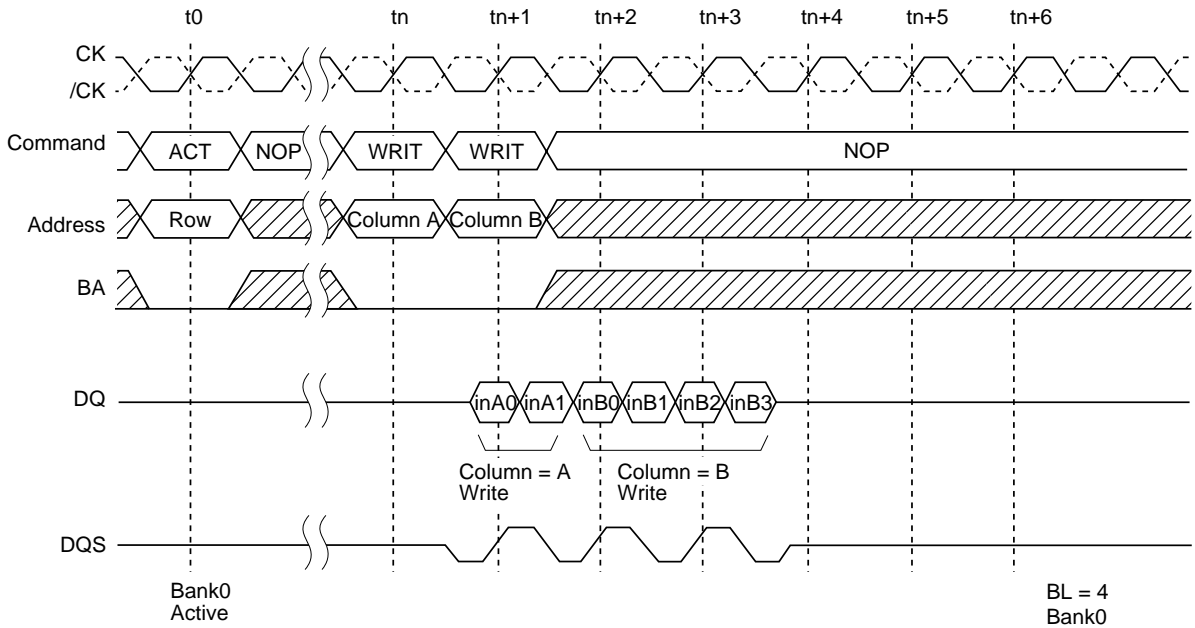 t0 tn tn+1 tn+2 tn+3 tn+4 tn+5 tn+6
CK
/CK
Command ACT NOP WRIT WRIT NOP
Address Row Column A Column B
BA
DQ inA0 inA1 inB0 inB1 inB2 inB3
Column = A Column = B
Write Write
DQS
Bank0 BL = 4
Active Bank0